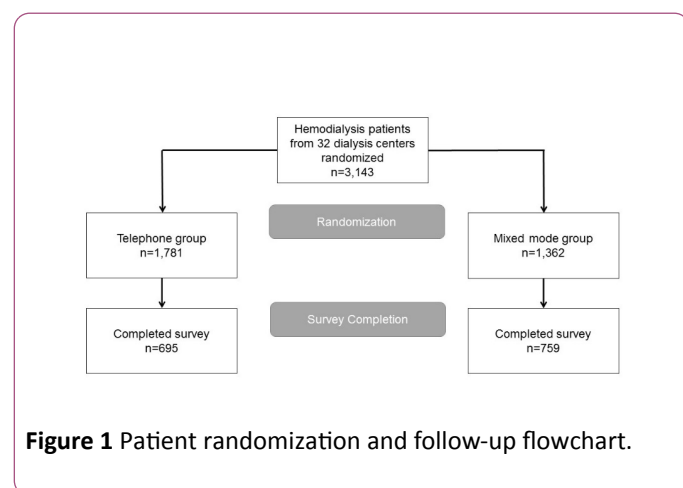 Hemodialysis patients
from 32 dialysis centers
randomized
n=3,143
Randomization
Telephone group
n=1,781
Mixed mode group
n=1,362
Survey Completion
Completed survey
n=695
Completed survey
n=759
Figure 1 Patient randomization and follow-up flowchart.